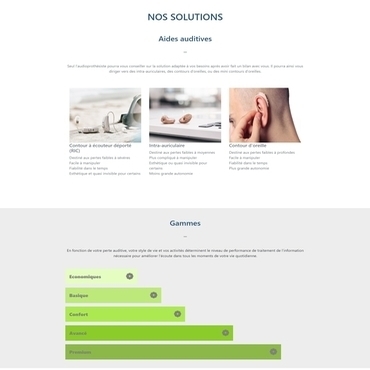 NOS SOLUTIONS
Aides auditives
Seul l'audioprothésiste pourra vous conseiller sur la solution adaptée à vos besoins après avoir fait un bilan avec vous. Il pourra ainsi vous
diriger vers des intra-auriculaires, des contours d'oreilles, ou des mini contours d'oreilles.
Contour à écouteur déporté
(RIC)
Destiné aux pertes faibles à sévères
Facile à manipuler
Fiabilité dans le temps
Esthétique et quasi invisible pour certains
Intra-auriculaire
Destiné aux pertes faibles à moyennes
Plus compliqué à manipuler
Esthétique ou quasi invisible pour
certains
Moins grande autonomie
Contour d'oreille
Destiné aux pertes faibles à profondes
Facile à manipuler
Fiabilité dans le temps
Plus grande autonomie
Gammes
En fonction de votre perte auditive, votre style de vie et vos activités déterminent le niveau de performance de traitement de l'information
nécessaire pour améliorer l'écoute dans tous les moments de votre vie quotidienne.
Economiques
Basique
Confort
Avancé
Premium